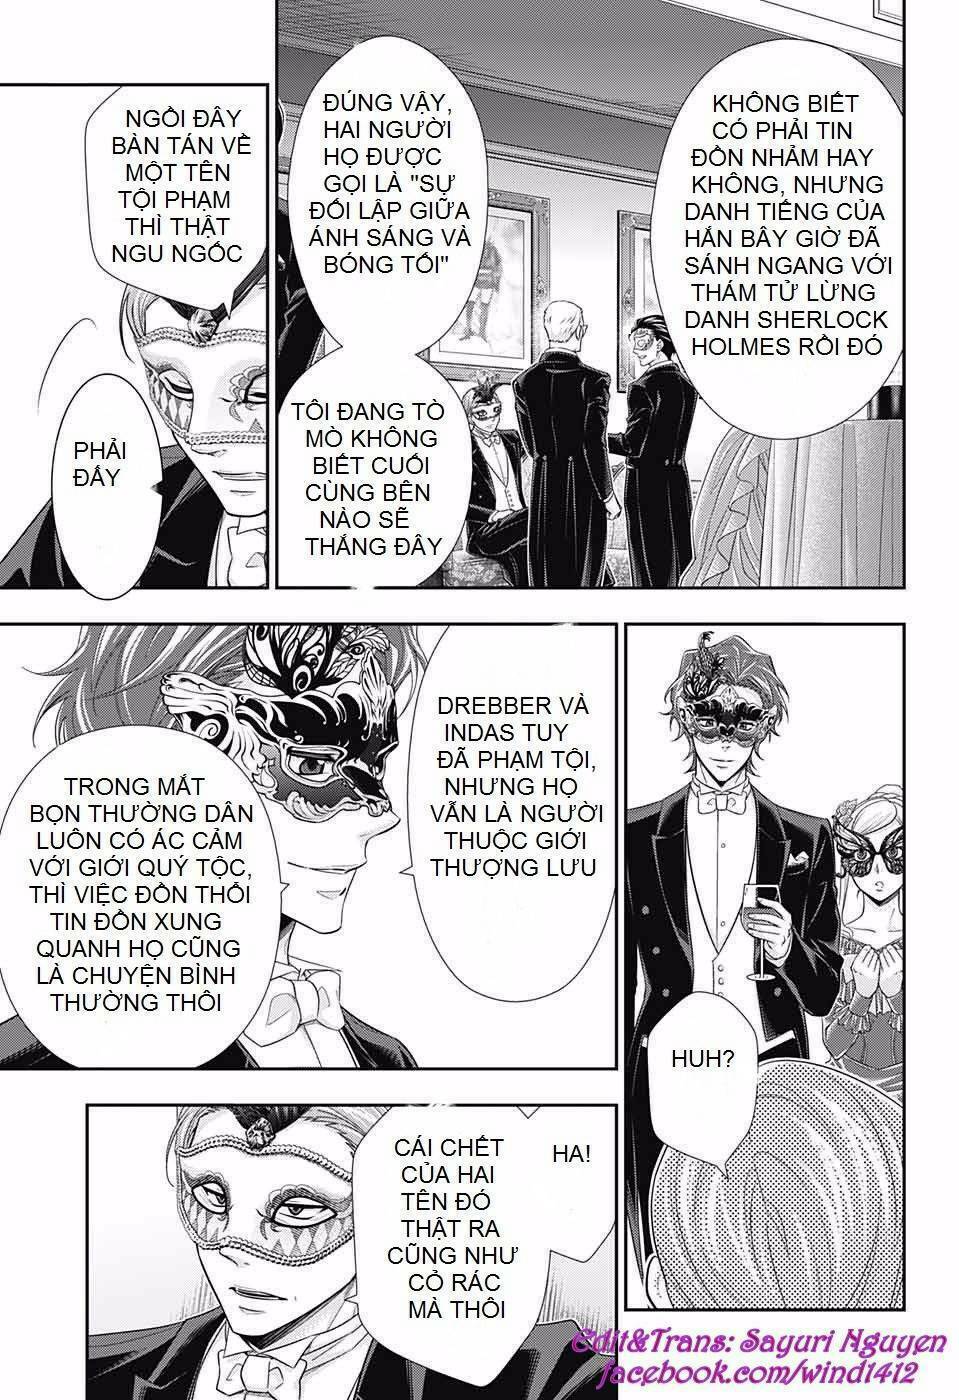 KHÔNG BIẾT
CÓ PHẢI TIN
ĐỒN NHẢM HAY
KHÔNG, NHƯNG
DANH TIẾNG CỦA
HẮN BÂY GIỜ ĐÃ
SÁNH NGANG VỚI
THÁM TỬ LỪNG
DANH SHERLOCK
HOLMES RỒI ĐÓ
ĐÚNG VẬY,
HAI NGƯỜI
HỌ ĐƯỢC
GỌI LÀ "SỰ
ĐỐI LẬP GIỮA
ÁNH SÁNG VÀ
BÓNG TỐI"
TÔI ĐANG TÒ
MÒ KHÔNG
BIẾT CUỐI
CÙNG BÊN
NÀO SẼ
THẮNG ĐÂY
NGỒI ĐÂY
BÀN TÁN VỀ
MỘT TÊN
TỘI PHẠM
THÌ THẬT
NGU NGỐC
PHẢI
ĐẤY
HUH?
DREBBER VÀ
INDAS TUY
ĐÃ PHẠM TỘI,
NHƯNG HỌ
VẪN LÀ NGƯỜI
THUỘC GIỚI
THƯỢNG LƯU
TRONG MẮT
BỌN THƯỜNG DÂN
LUÔN CÓ ÁC CẢM
VỚI GIỚI QUÝ TỘC,
THÌ VIỆC ĐỒN THỔI
TIN ĐỒN XUNG
QUANH HỌ CŨNG
LÀ CHUYỆN BÌNH
THƯỜNG THÔI
HA!
CÁI CHẾT
CỦA HAI
TÊN ĐÓ
THẬT RA
CŨNG NHƯ
CỎ RÁC
MÀ THÔI
Edit&Trans: Sayuri Nguyen
facebook.com/wind1412